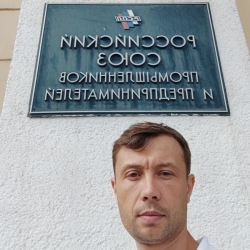 РОССИЙСКИЙ
СОЮЗ
ПРОМЫШЛЕННИКОВ
И ПРЕДПРИНИМАТЕЛЕЙ